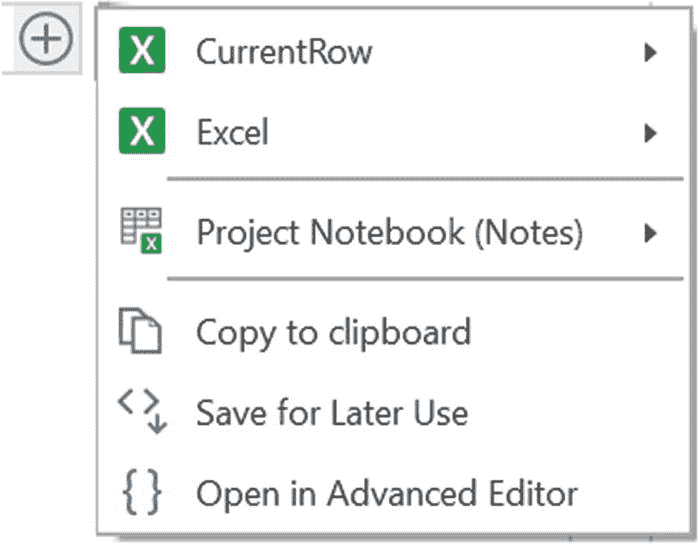 CurrentRow
Excel
Project Notebook (Notes)
Copy to clipboard
Save for Later Use
Open in Advanced Editor